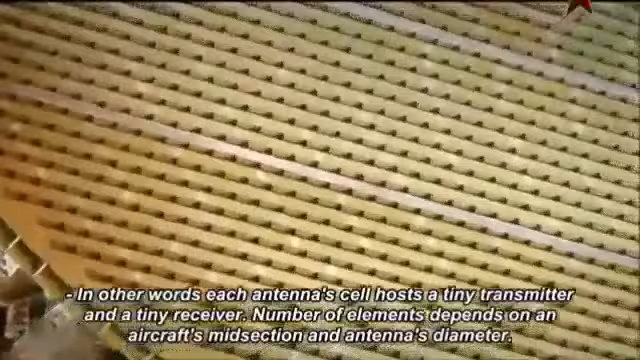 - In other words each antenna's cell hosts a tiny transmitter
and a tiny receiver. Number of elements depends on an
aircraft's midsection and antenna's diameter.